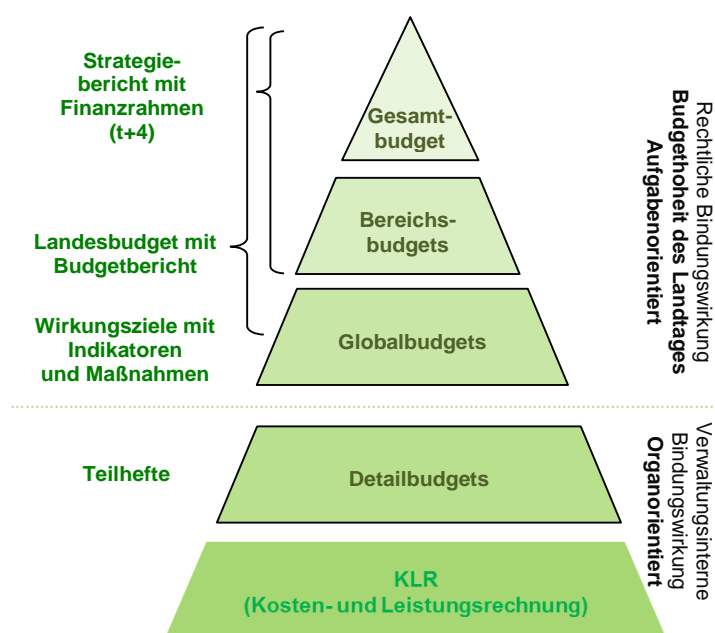 Strategie-
bericht mit
Finanzrahmen
(t+4)
Gesamt-
budget
Bereichs-
budgets
Landesbudget mit
Budgetbericht
Wirkungsziele mit
Indikatoren
und Maßnahmen
Globalbudgets
Rechtliche Bindungswirkung
Budgethoheit des Landtages
Aufgabenorientiert
Teilhefte
Detailbudgets
KLR
(Kosten- und Leistungsrechnung)
Verwaltungsinterne
Bindungswirkung
Organorientiert